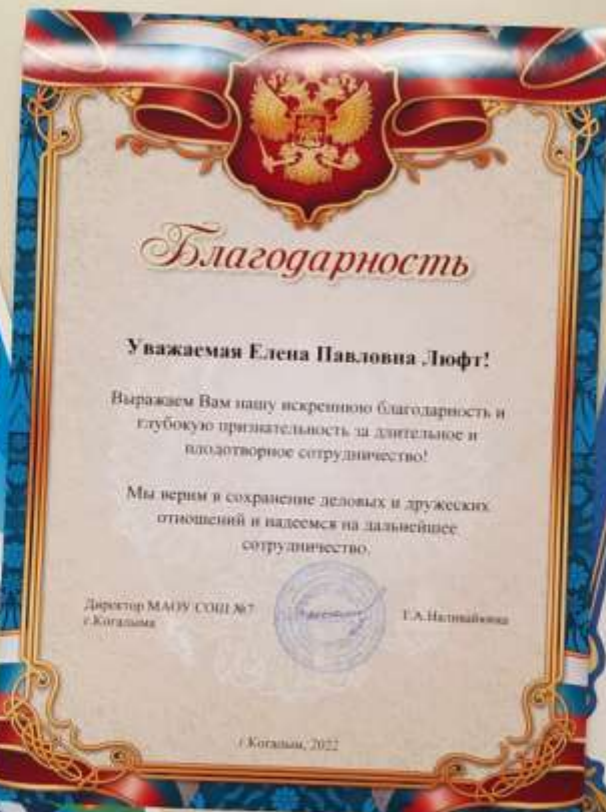 Благодарность
Уважаемая Елена Павловна Люфт!
Выражаем Вам нашу искреннюю благодарность и
глубокую признательность за длительное и
плодотворное сотрудничество!
Мы верим в сохранение деловых и дружеских
отношений и надеемся на дальнейшее
сотрудничество.
Директор МАОУ СОШ №7
г.Когалыма
Т.А.Наливайкина
г.Когалым, 2022